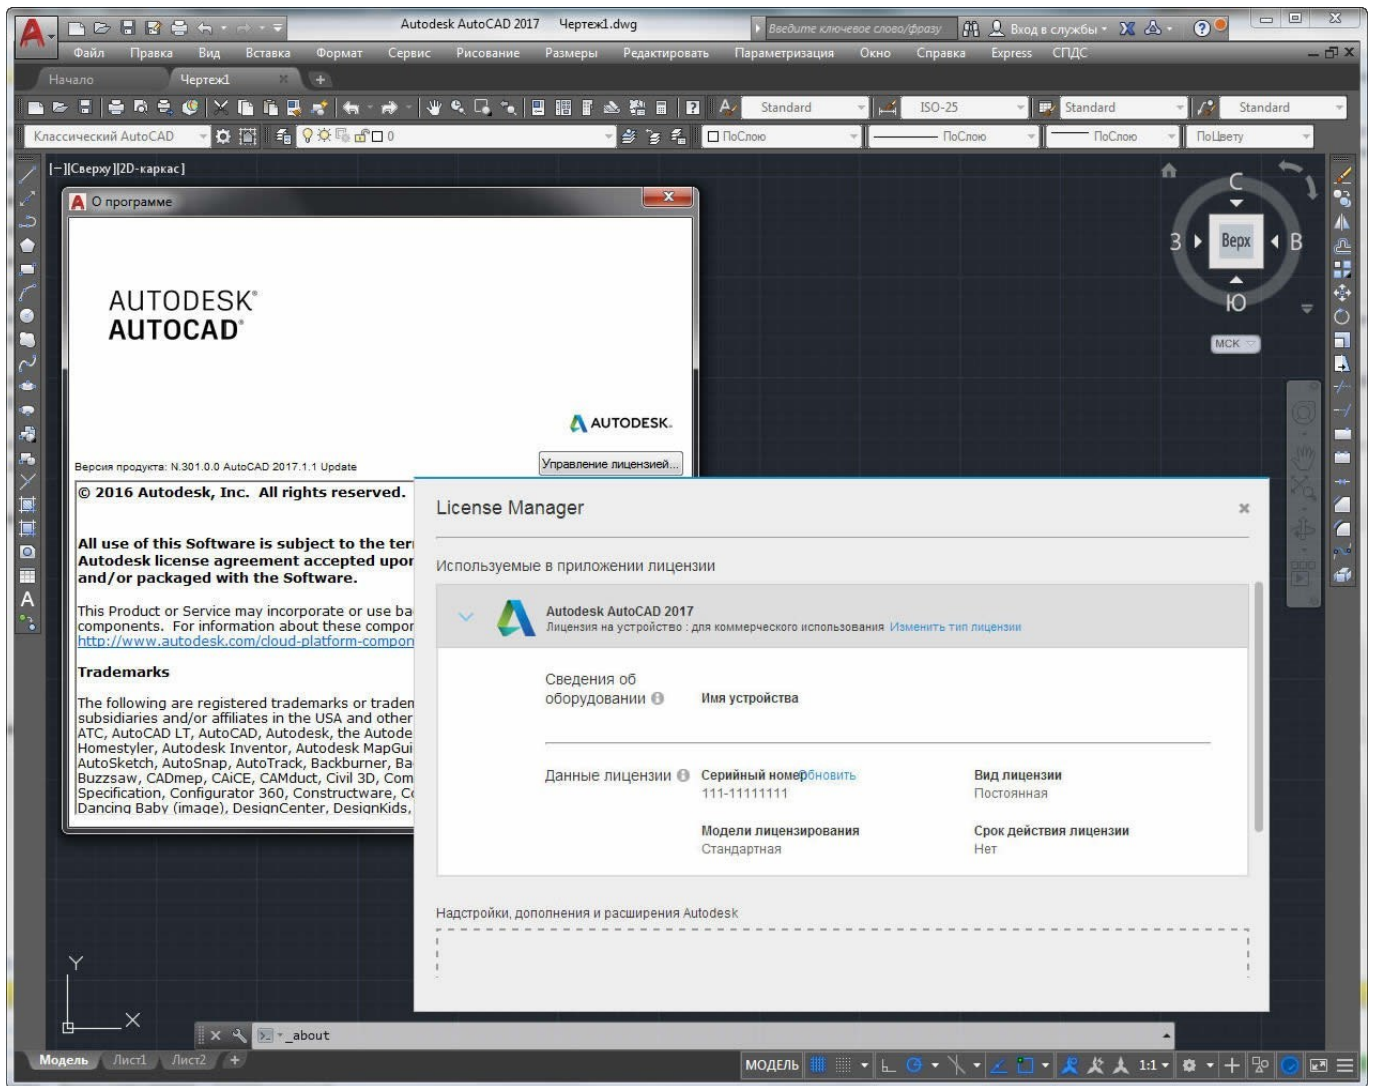 Autodesk AutoCAD 2017 Чертеж1.dwg
Введите ключевое слово/фразу
Вход в службы
Файл Правка Вид Вставка Формат Сервис Рисование Размеры Редактировать Параметризация Окно Справка Express СПДС
Начало Чертеж1
Standard ISO-25 Standard Standard
Классический AutoCAD 0 ПоСлою ПоСлою ПоСлою ПоЦвету
[−][Сверху][2D-каркас]
О программе
С
З Верх В
Ю
МСК
AUTODESK®
AUTOCAD®
AUTODESK.
Версия продукта: N.301.0.0 AutoCAD 2017.1.1 Update
Управление лицензией...
© 2016 Autodesk, Inc. All rights reserved.
All use of this Software is subject to the ter
Autodesk license agreement accepted upor
and/or packaged with the Software.
This Product or Service may incorporate or use ba
components. For information about these compor
http://www.autodesk.com/cloud-platform-compon
Trademarks
The following are registered trademarks or tradem
subsidiaries and/or affiliates in the USA and other
ATC, AutoCAD LT, AutoCAD, Autodesk, the Autode
Homestyler, Autodesk Inventor, Autodesk MapGui
AutoSketch, AutoSnap, AutoTrack, Backburner, Ba
Buzzsaw, CADmep, CAiCE, CAMduct, Civil 3D, Com
Specification, Configurator 360, Constructware, Co
Dancing Baby (image), DesignCenter, DesignKids,
License Manager
Используемые в приложении лицензии
Autodesk AutoCAD 2017
Лицензия на устройство : для коммерческого использования Изменить тип лицензии
Сведения об
оборудовании Имя устройства
Данные лицензии Серийный номер Обновить Вид лицензии
111-11111111 Постоянная
Модели лицензирования Срок действия лицензии
Стандартная Нет
Надстройки, дополнения и расширения Autodesk
Y
X
_about
Модель Лист1 Лист2 +
МОДЕЛЬ 1:1